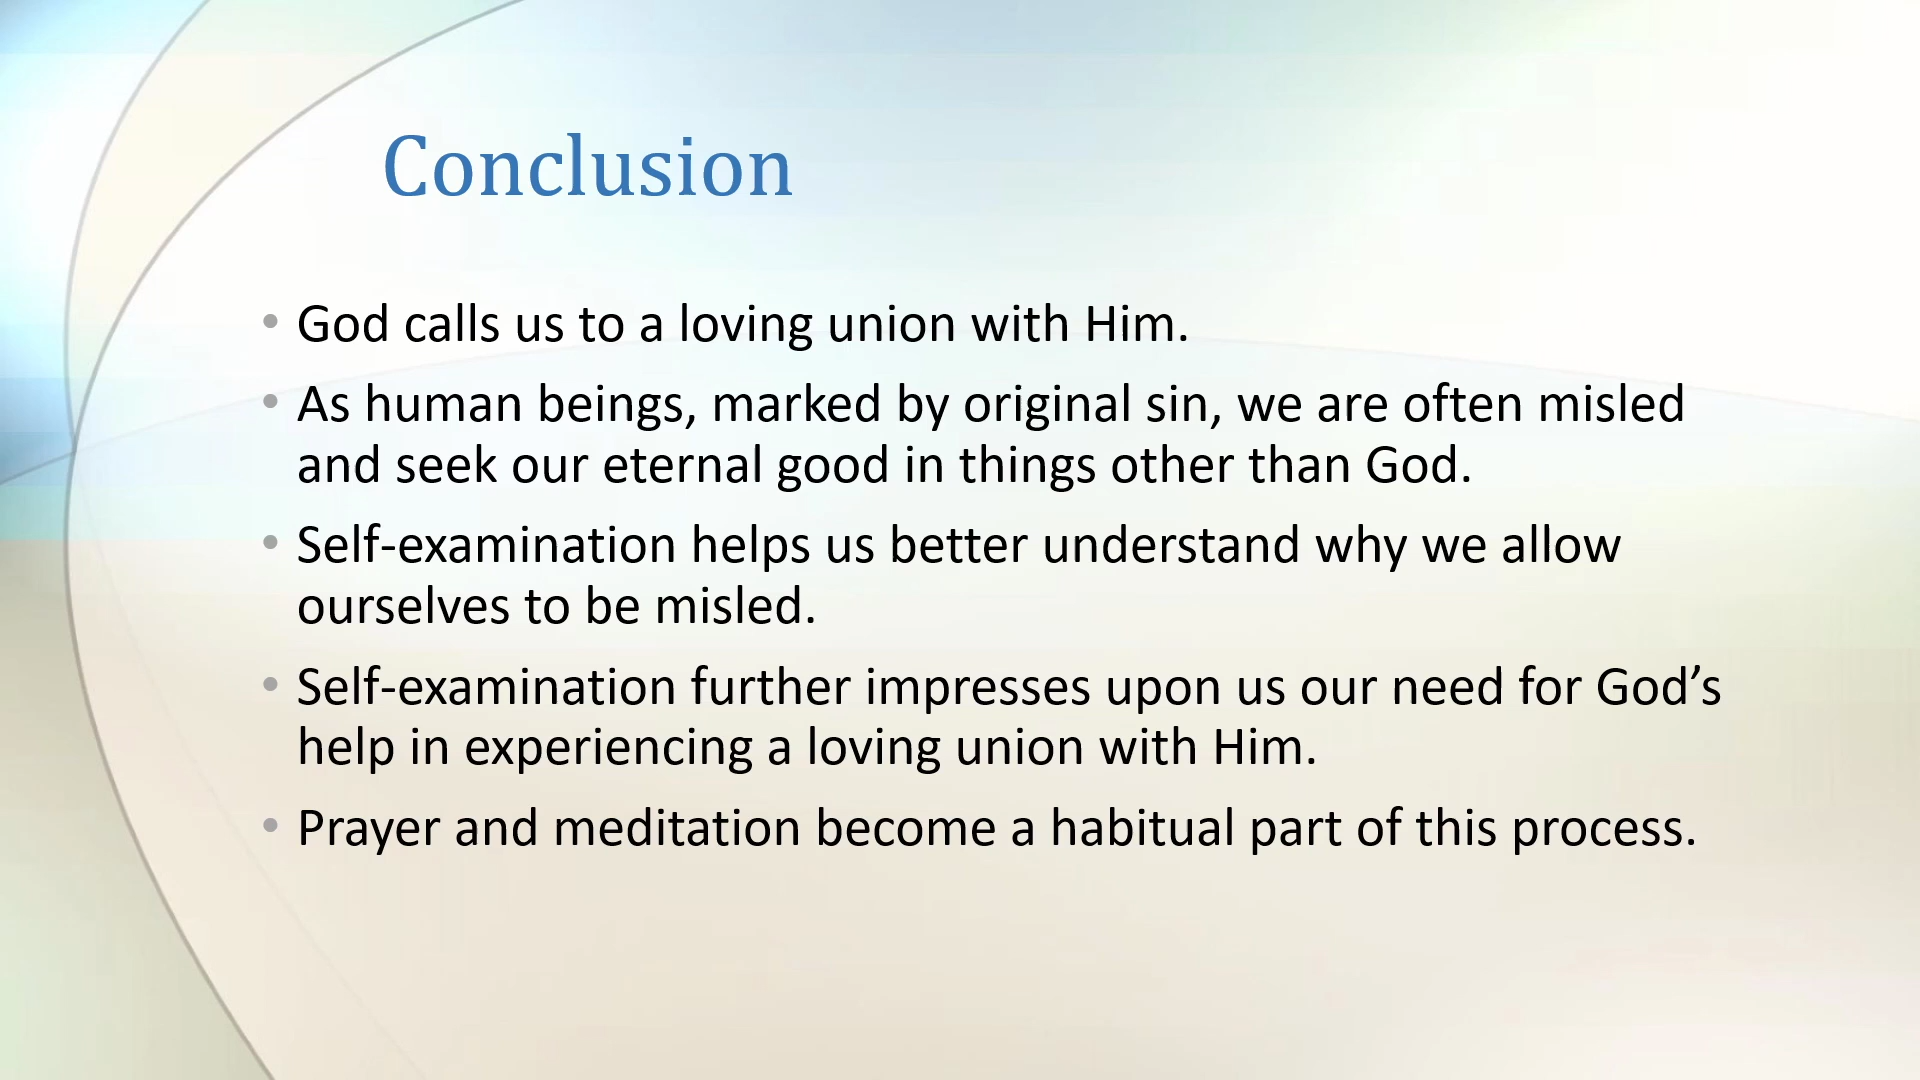 Conclusion
• God calls us to a loving union with Him.
• As human beings, marked by original sin, we are often misled
and seek our eternal good in things other than God.
• Self-examination helps us better understand why we allow
ourselves to be misled.
• Self-examination further impresses upon us our need for God’s
help in experiencing a loving union with Him.
• Prayer and meditation become a habitual part of this process.